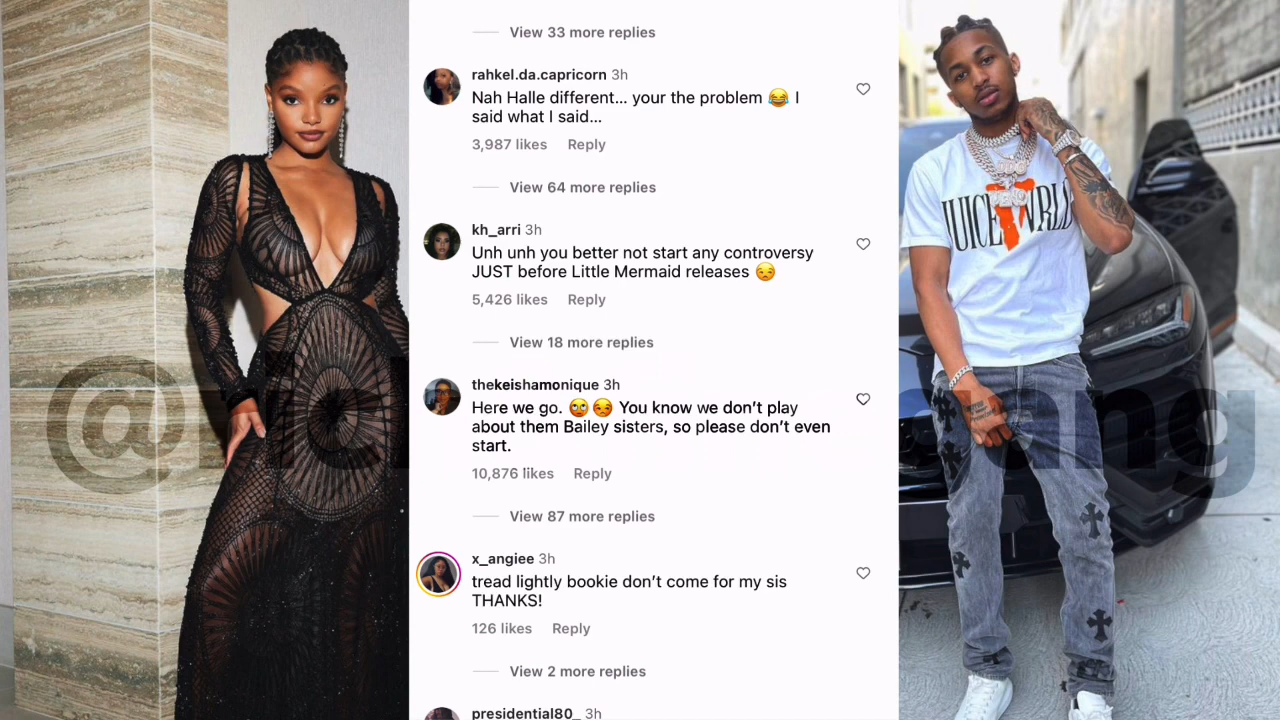 View 33 more replies
rahkel.da.capricorn 3h
Nah Halle different... your the problem 😂 I
said what I said...
3,987 likes Reply
View 64 more replies
kh_arri 3h
Unh unh you better not start any controversy
JUST before Little Mermaid releases 😒
5,426 likes Reply
View 18 more replies
thekeishamonique 3h
Here we go. 🙄😒 You know we don’t play
about them Bailey sisters, so please don’t even
start.
10,876 likes Reply
View 87 more replies
x_angiee 3h
tread lightly bookie don’t come for my sis
THANKS!
126 likes Reply
View 2 more replies
presidential80_ 3h
JUICE WRLD